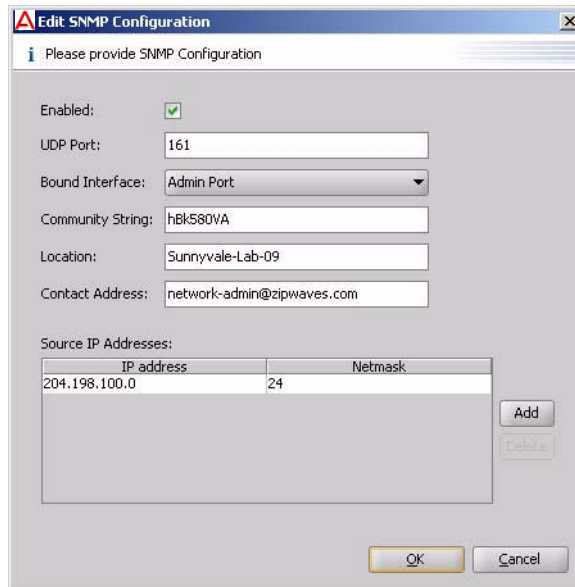 Edit SNMP Configuration
i Please provide SNMP Configuration
Enabled:
UDP Port: 161
Bound Interface: Admin Port
Community String: hBk580VA
Location: Sunnyvale-Lab-09
Contact Address: network-admin@zipwaves.com
Source IP Addresses:
IP address Netmask
204.198.100.0 24
Add
Delete
OK Cancel